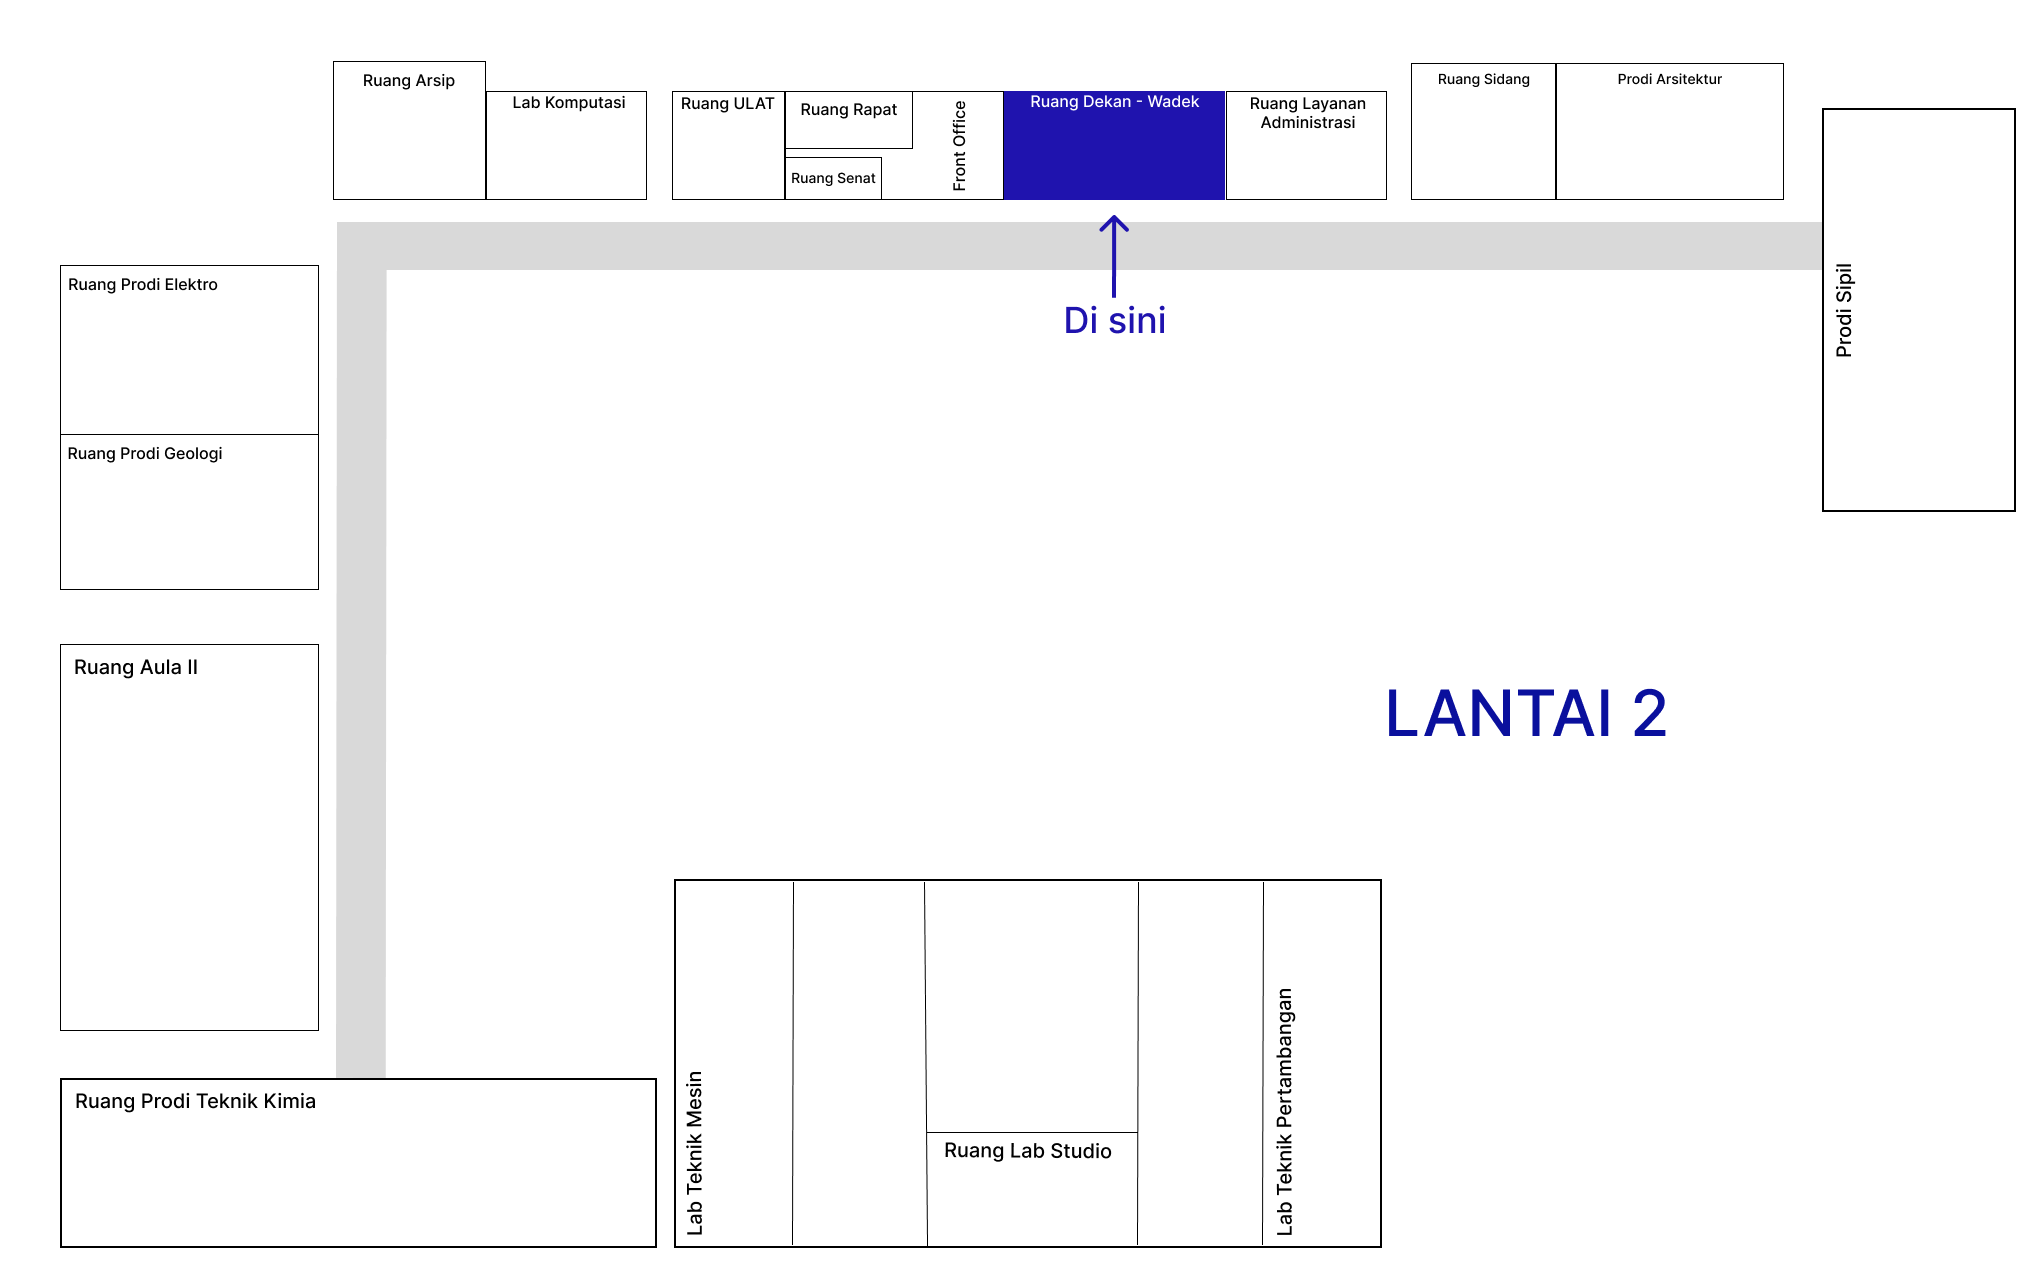 Ruang Arsip
Lab Komputasi
Ruang ULAT
Ruang Rapat
Ruang Senat
Front Office
Ruang Dekan - Wadek
Ruang Layanan
Administrasi
Ruang Sidang
Prodi Arsitektur
Prodi Sipil
Di sini
Ruang Prodi Elektro
Ruang Prodi Geologi
Ruang Aula II
LANTAI 2
Ruang Prodi Teknik Kimia
Lab Teknik Mesin
Ruang Lab Studio
Lab Teknik Pertambangan